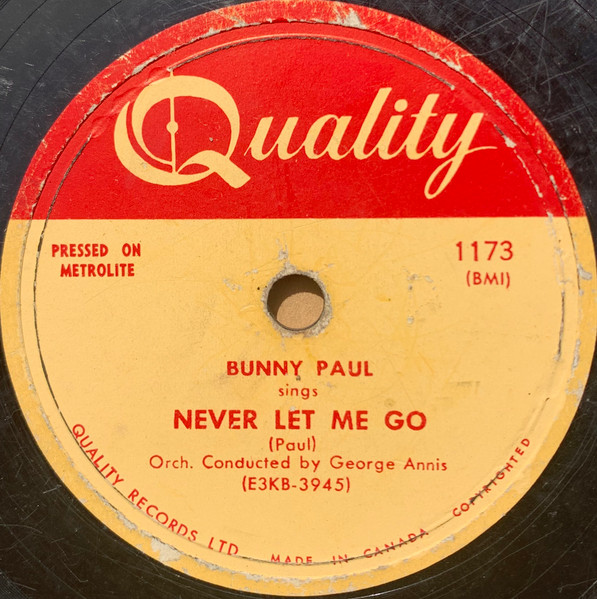 Quality
PRESSED ON
METROLITE
1173
(BMI)
BUNNY PAUL
sings
NEVER LET ME GO
(Paul)
Orch. Conducted by George Annis
(E3KB-3945)
QUALITY RECORDS LTD MADE IN CANADA COPYRIGHTED